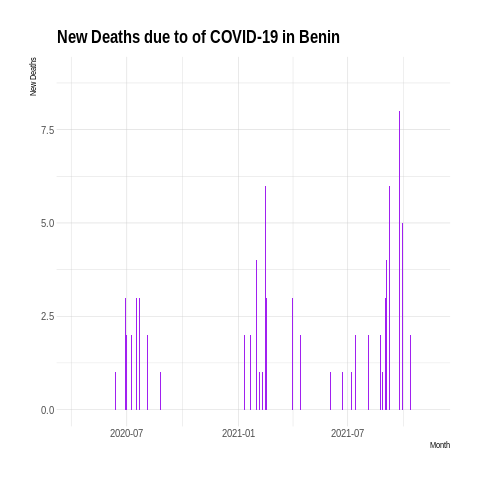 New Deaths due to of COVID-19 in Benin
New Deaths
7.5
5.0
2.5
0.0
2020-07 2021-01 2021-07
Month